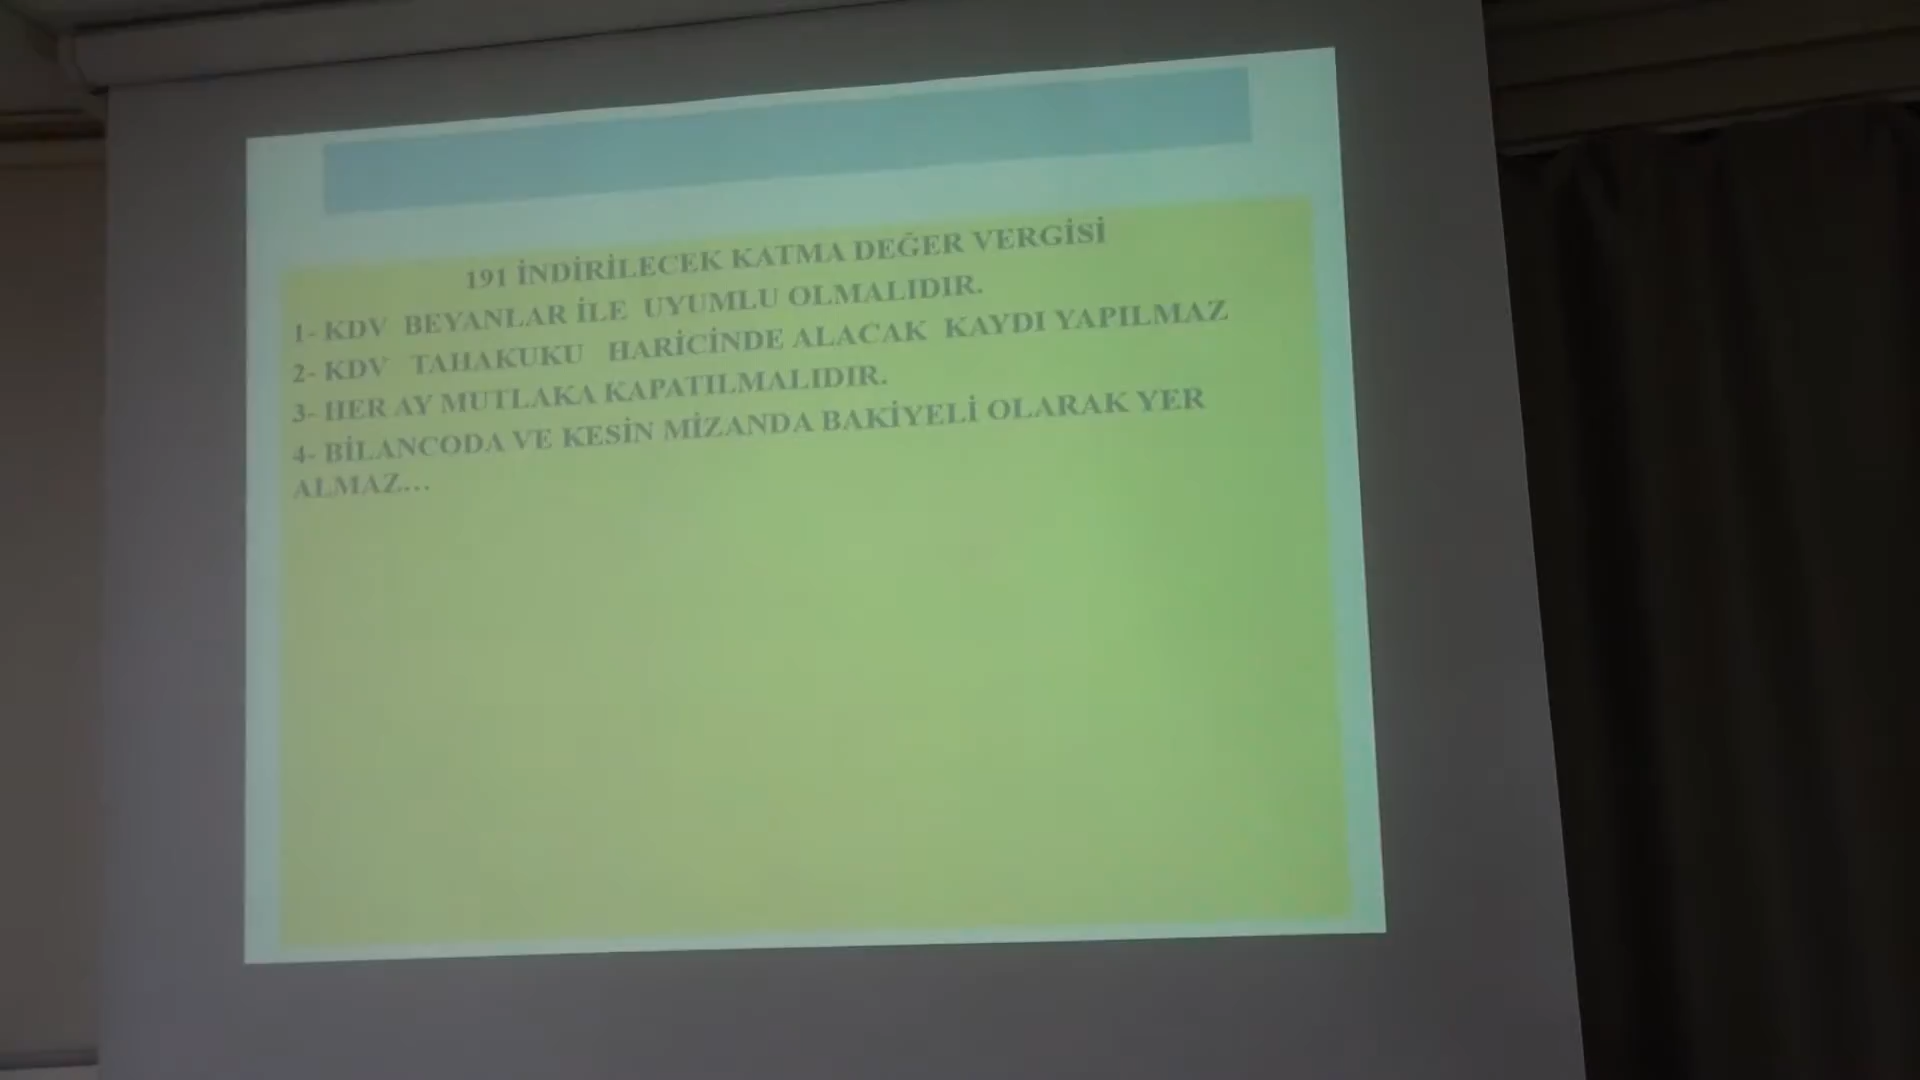 191 İNDİRİLECEK KATMA DEĞER VERGİSİ
1- KDV BEYANLAR İLE UYUMLU OLMALIDIR.
2- KDV TAHAKUKU HARİCİNDE ALACAK KAYDI YAPILMAZ
3- HER AY MUTLAKA KAPATILMALIDIR.
4- BİLANCODA VE KESİN MİZANDA BAKİYELİ OLARAK YER
ALMAZ...